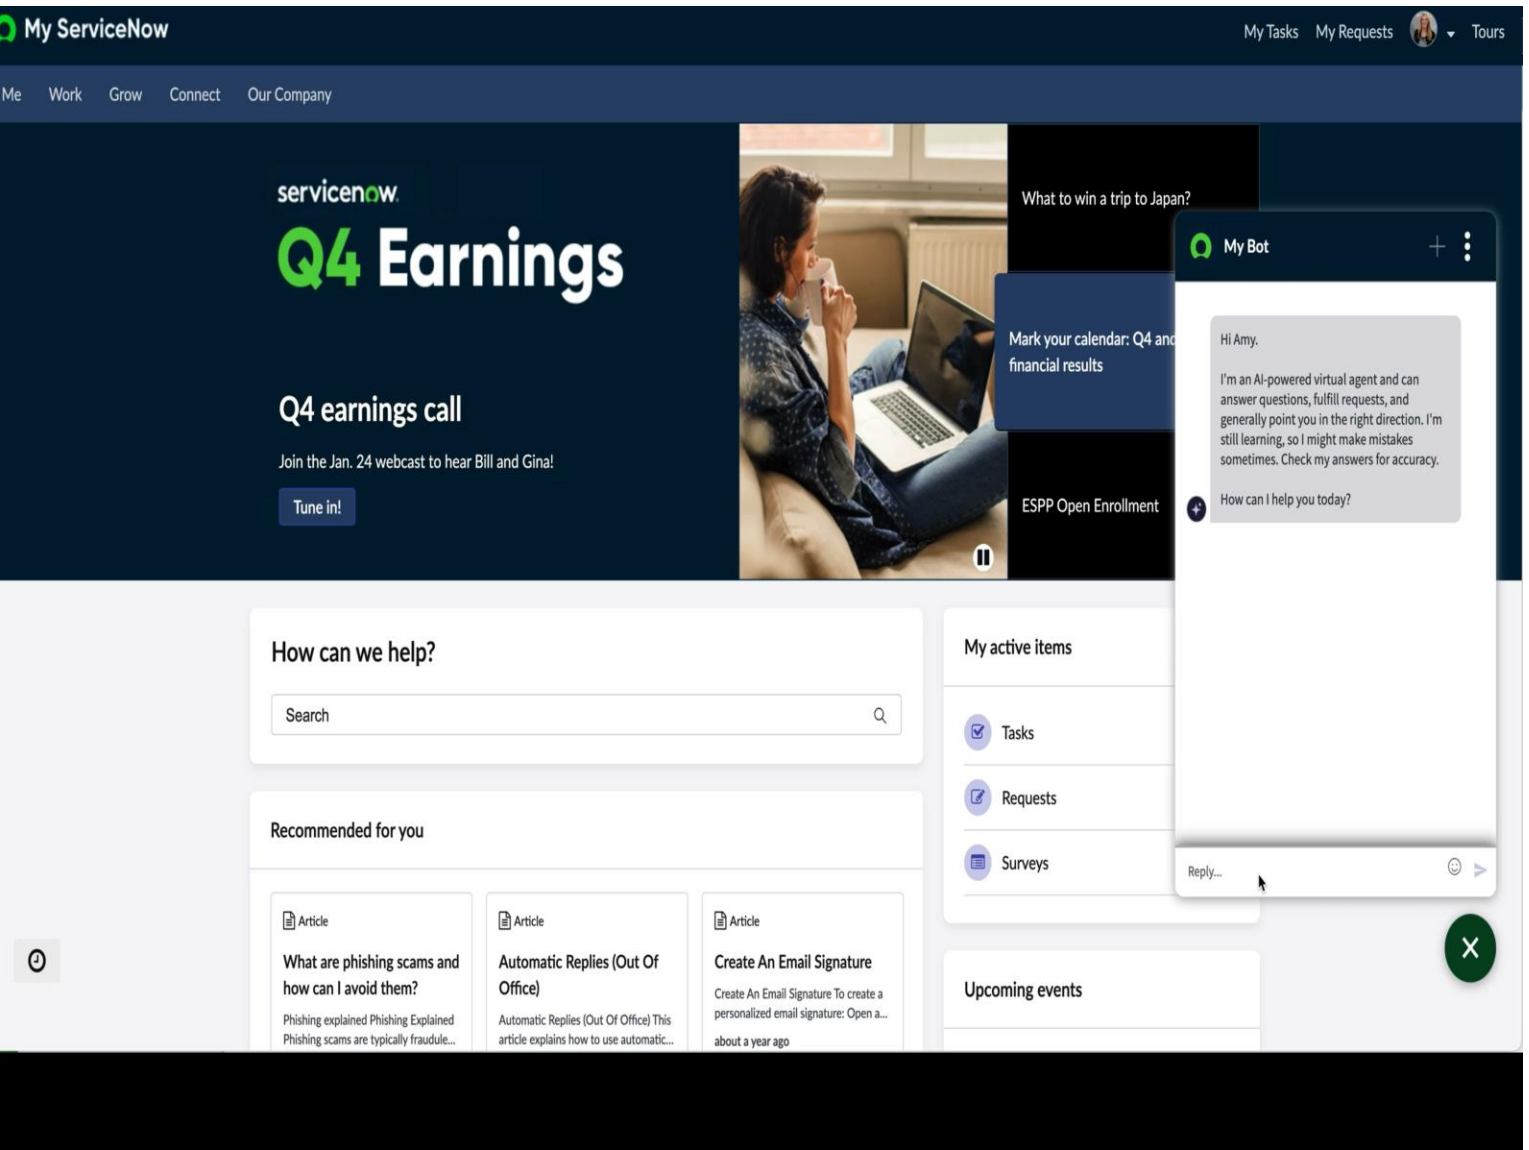 My ServiceNow
My Tasks My Requests Tours
Me Work Grow Connect Our Company
servicenow
Q4 Earnings
Q4 earnings call
Join the Jan. 24 webcast to hear Bill and Gina!
Tune in!
What to win a trip to Japan?
Mark your calendar: Q4 and
financial results
ESPP Open Enrollment
My Bot
Hi Amy.
I'm an AI-powered virtual agent and can
answer questions, fulfill requests, and
generally point you in the right direction. I'm
still learning, so I might make mistakes
sometimes. Check my answers for accuracy.
How can I help you today?
Reply...
How can we help?
Search
Recommended for you
Article
What are phishing scams and
how can I avoid them?
Phishing explained Phishing Explained
Phishing scams are typically fraudule...
Article
Automatic Replies (Out Of
Office)
Automatic Replies (Out Of Office) This
article explains how to use automatic...
Article
Create An Email Signature
Create An Email Signature To create a
personalized email signature: Open a...
about a year ago
My active items
Tasks
Requests
Surveys
Upcoming events